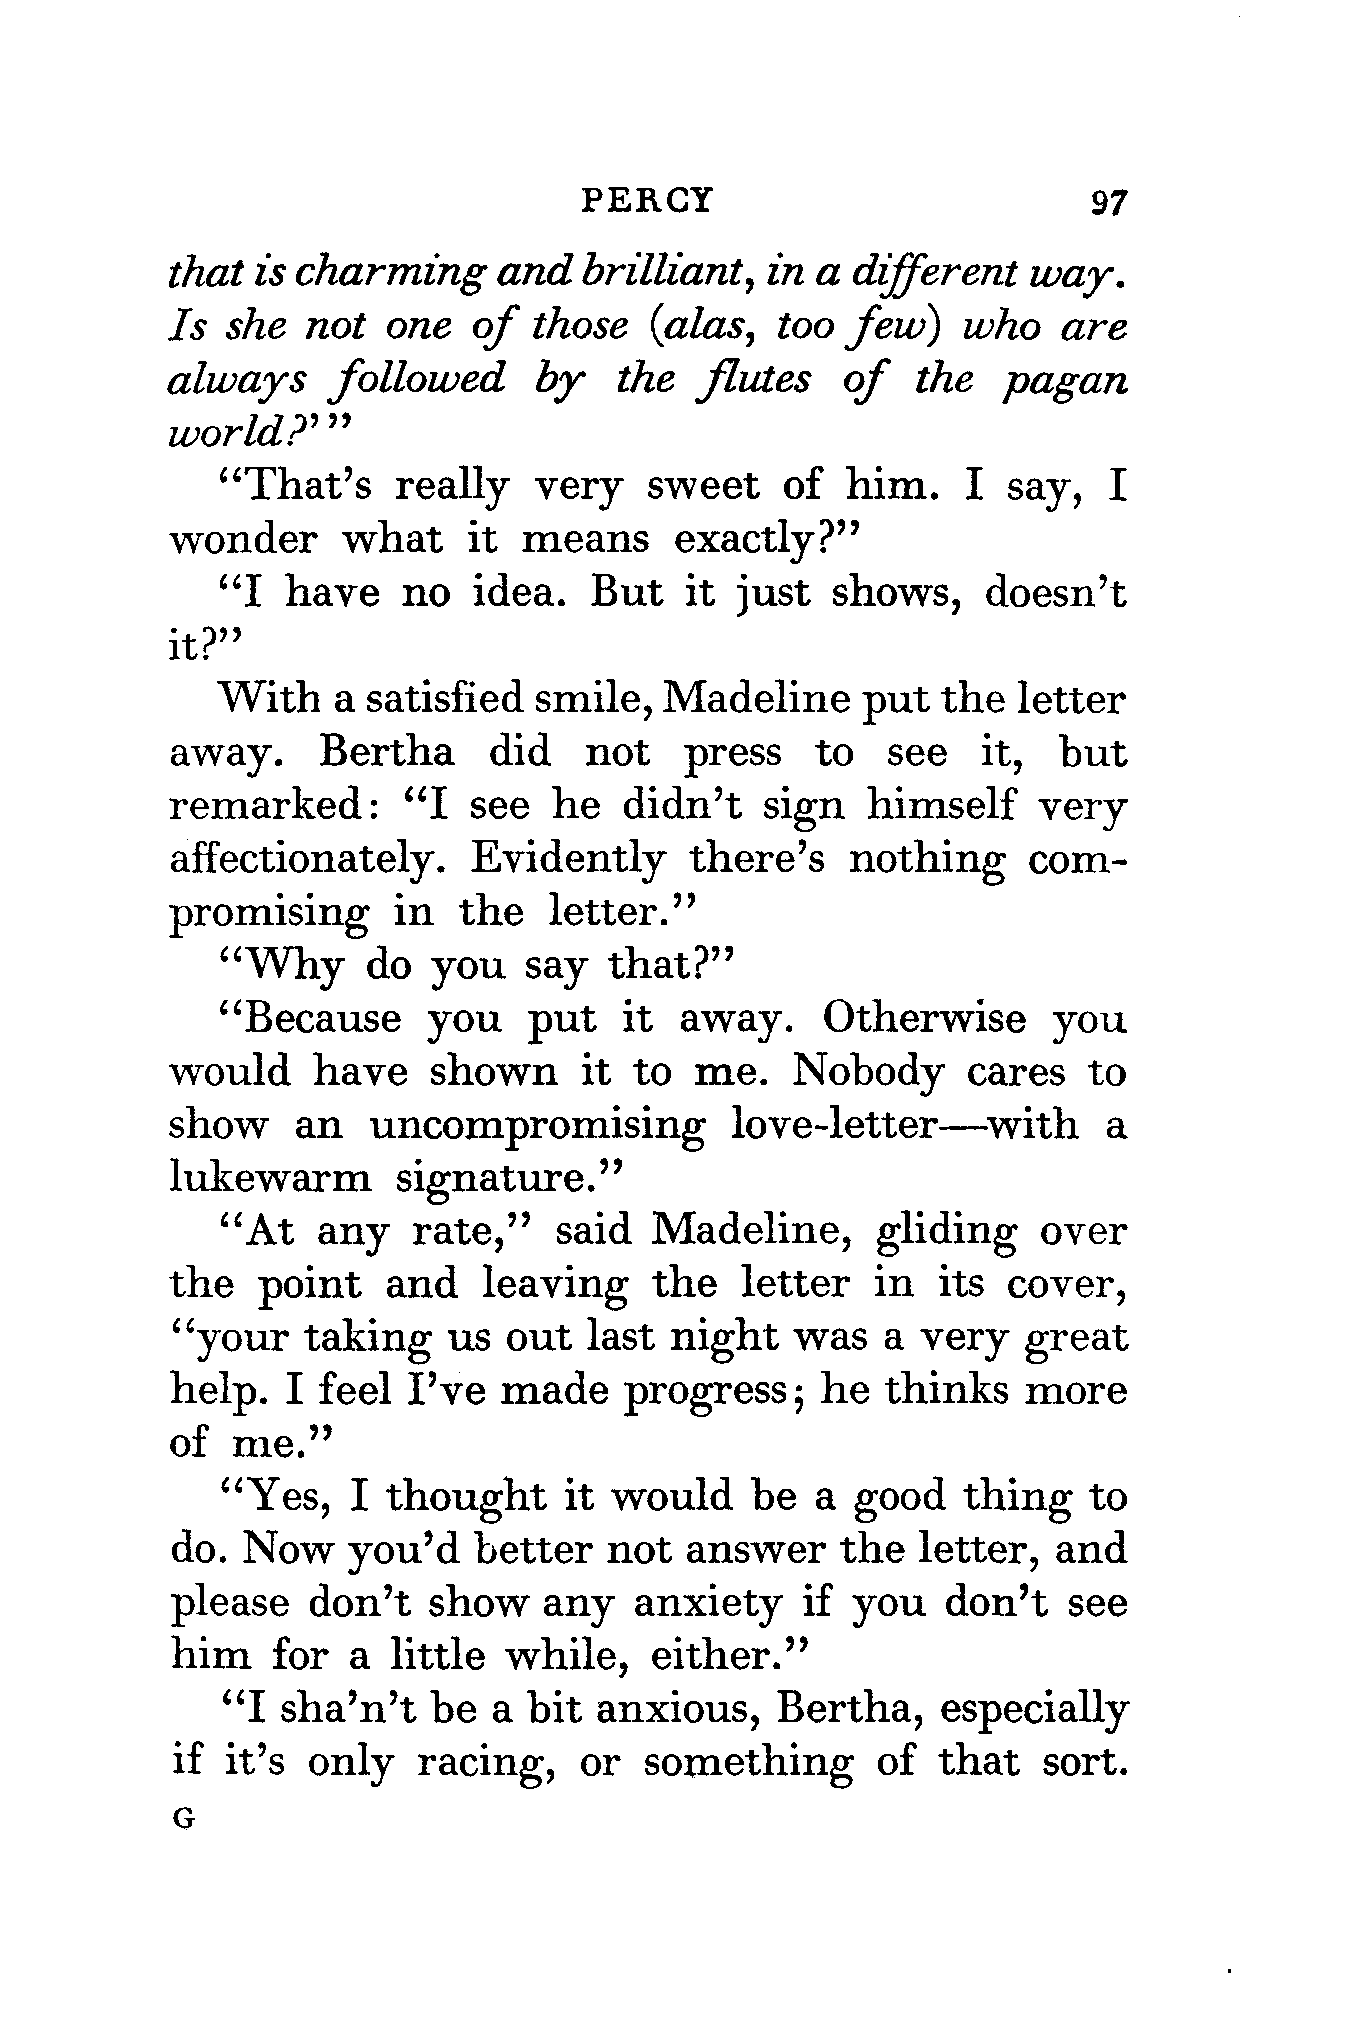 PERCY 97
that is charming and brilliant, in a different way.
Is she not one of those (alas, too few) who are
always followed by the flutes of the pagan
world?’”
“That’s really very sweet of him. I say, I
wonder what it means exactly?”
“I have no idea. But it just shows, doesn’t
it?”
With a satisfied smile, Madeline put the letter
away. Bertha did not press to see it, but
remarked: “I see he didn’t sign himself very
affectionately. Evidently there’s nothing com-
promising in the letter.”
“Why do you say that?”
“Because you put it away. Otherwise you
would have shown it to me. Nobody cares to
show an uncompromising love-letter—with a
lukewarm signature.”
“At any rate,” said Madeline, gliding over
the point and leaving the letter in its cover,
“your taking us out last night was a very great
help. I feel I’ve made progress; he thinks more
of me.”
“Yes, I thought it would be a good thing to
do. Now you’d better not answer the letter, and
please don’t show any anxiety if you don’t see
him for a little while, either.”
“I sha’n’t be a bit anxious, Bertha, especially
if it’s only racing, or something of that sort.
G